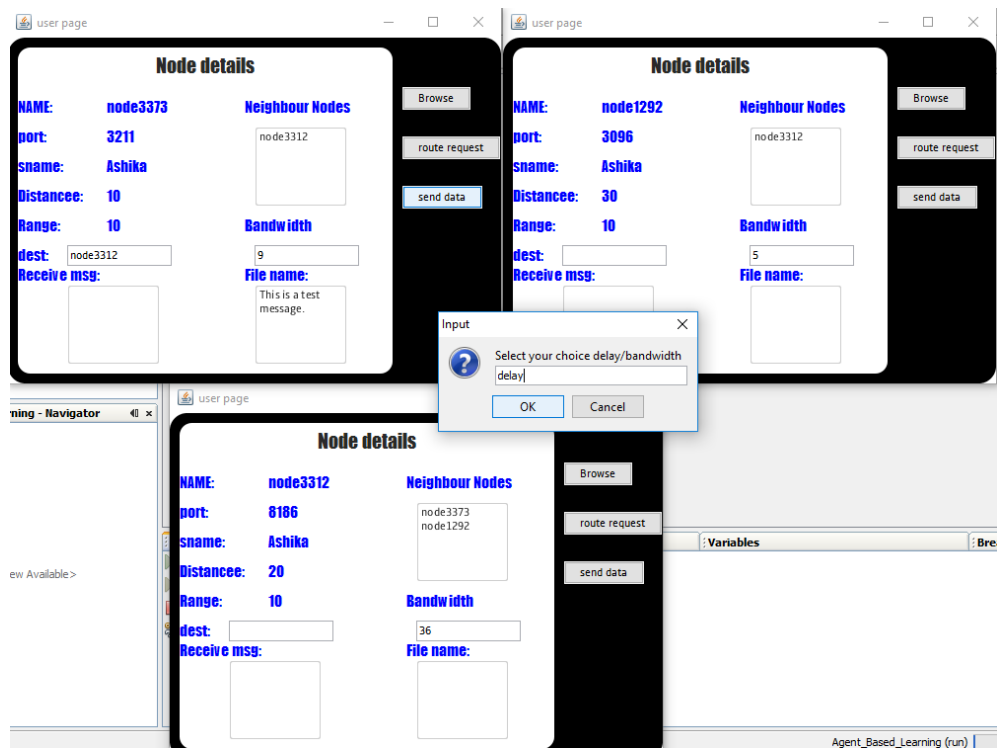 user page
Node details
NAME: node3373 Neighbour Nodes
Browse
port: 3211
node3312
route request
sname: Ashika
Distancee: 10
send data
Range: 10 Bandwidth
dest: node3312 9
Receive msg: File name:
This is a test
message.
user page
Node details
NAME: node1292 Neighbour Nodes
Browse
port: 3096
node3312
route request
sname: Ashika
Distancee: 30
send data
Range: 10 Bandwidth
dest: 5
Receive msg: File name:
Input
Select your choice delay/bandwidth
delay
OK Cancel
user page
Node details
NAME: node3312 Neighbour Nodes
Browse
port: 8186
node3373
node1292
route request
sname: Ashika
Distancee: 20
send data
Range: 10 Bandwidth
dest: 36
Receive msg: File name:
rning - Navigator
ew Available>
Variables
Bre
Agent_Based_Learning (run)